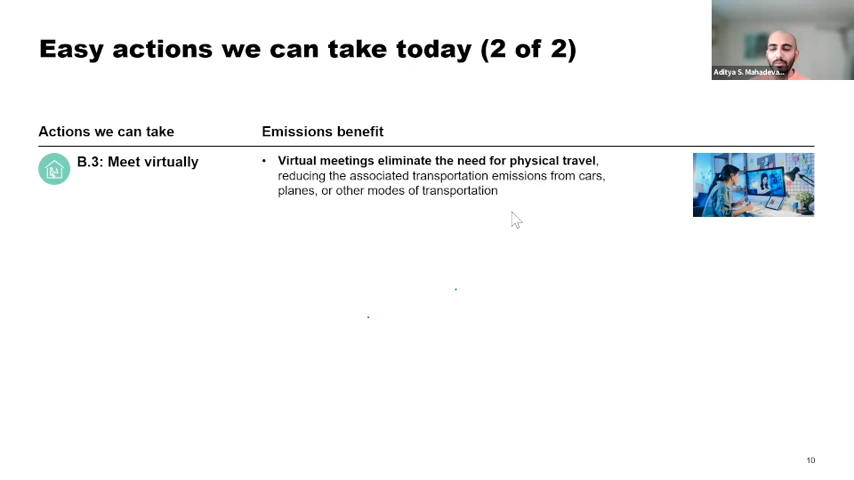 Easy actions we can take today (2 of 2)
Aditya S. Mahadeva...
Actions we can take
Emissions benefit
B.3: Meet virtually
• Virtual meetings eliminate the need for physical travel,
reducing the associated transportation emissions from cars,
planes, or other modes of transportation
10